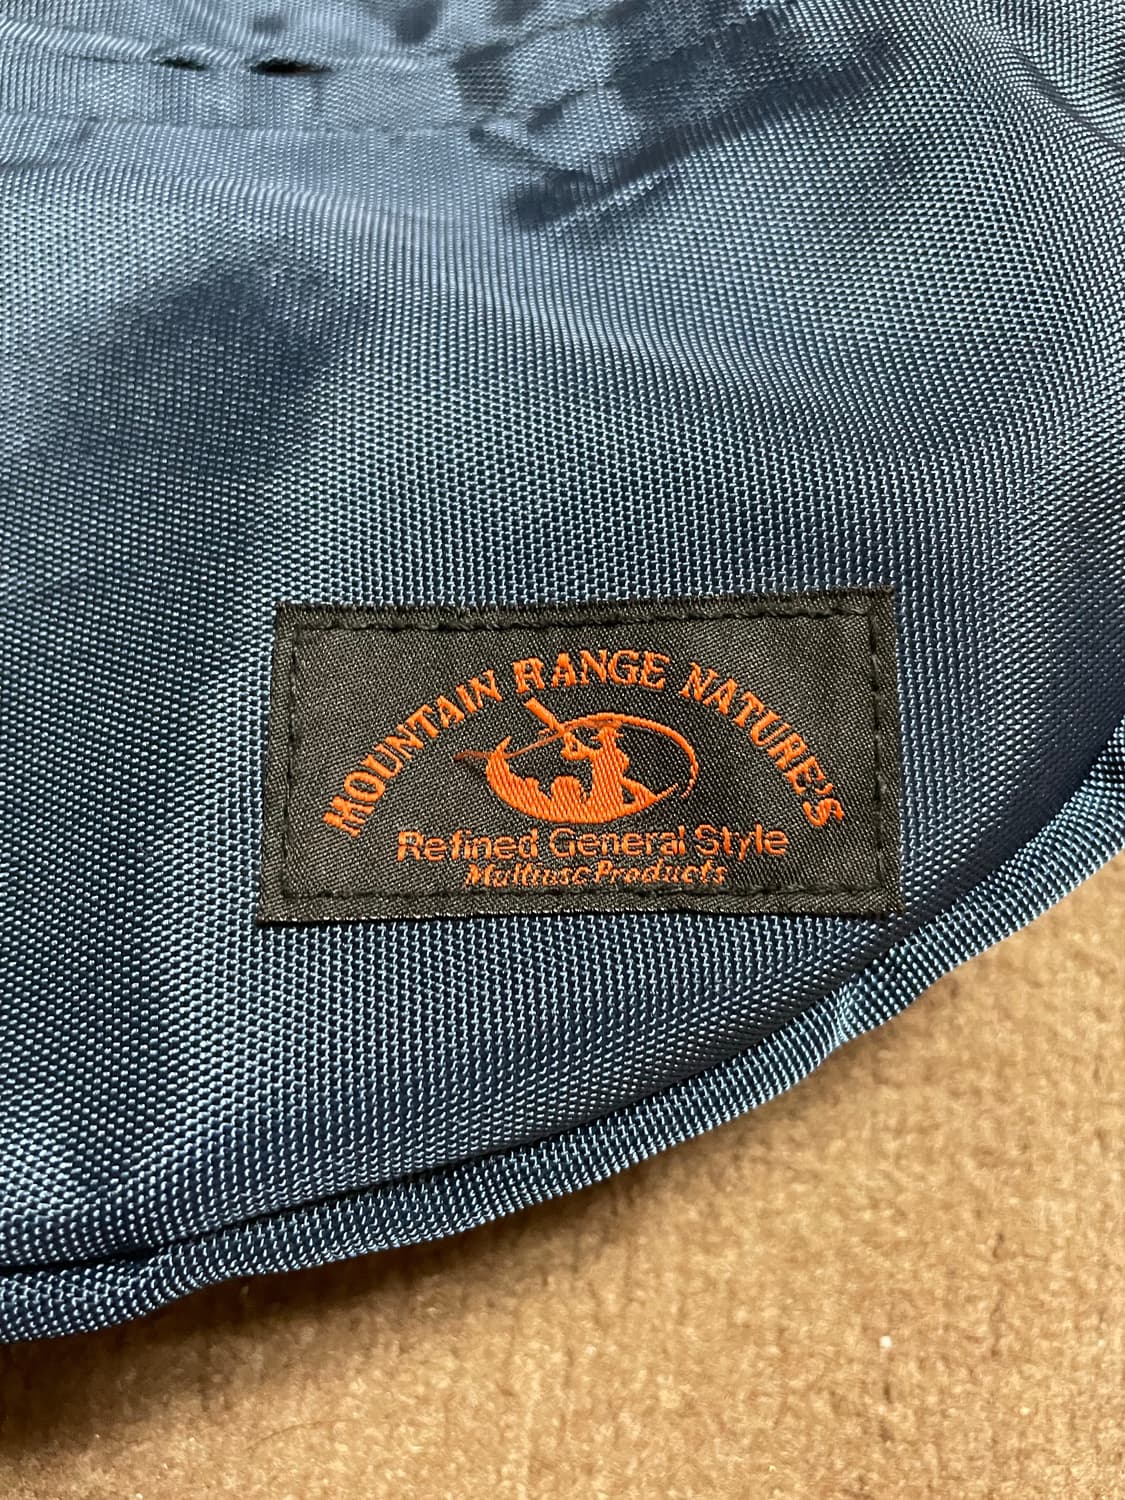 MOUNTAIN RANGE NATURE'S
Refined General Style
Multiuse Products